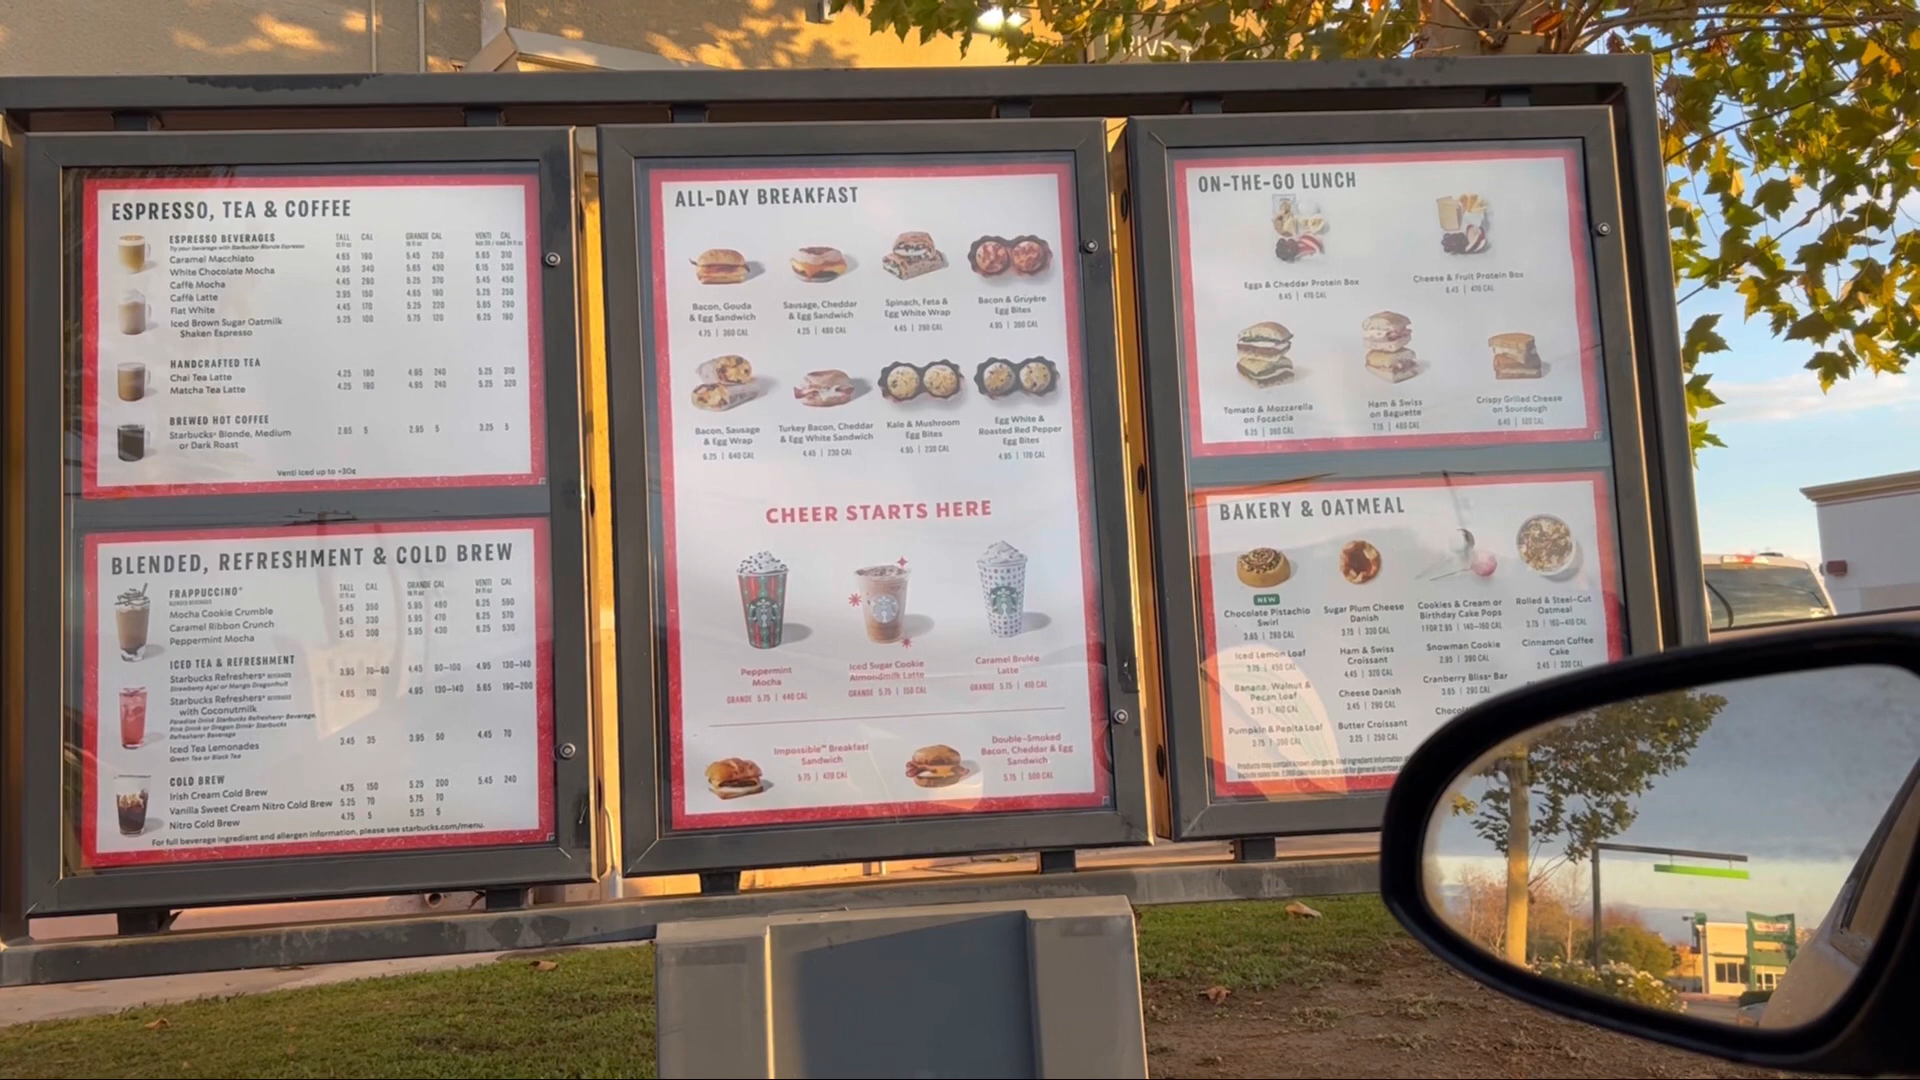 ESPRESSO, TEA & COFFEE
ESPRESSO BEVERAGES TALL CAL GRANDE CAL VENTI CAL
Try your beverage with Starbucks® Blonde Espresso
Caramel Macchiato 4.65 190 5.45 250 5.65 310
White Chocolate Mocha 4.95 340 5.65 430 6.15 530
Caffè Mocha 4.45 290 5.25 370 5.45 450
Caffè Latte 3.95 150 4.65 190 5.25 250
Flat White 4.45 170 5.25 220 5.65 290
Iced Brown Sugar Oatmilk 5.25 100 5.75 120 6.25 190
Shaken Espresso
HANDCRAFTED TEA
Chai Tea Latte 4.25 190 4.95 240 5.25 310
Matcha Tea Latte 4.25 190 4.95 240 5.25 320
BREWED HOT COFFEE
Starbucks® Blonde, Medium 2.65 5 2.95 5 3.25 5
or Dark Roast
Venti Iced up to +30¢
BLENDED, REFRESHMENT & COLD BREW
FRAPPUCCINO® TALL CAL GRANDE CAL VENTI CAL
BLENDED BEVERAGES
Mocha Cookie Crumble 5.45 350 5.95 480 6.25 590
Caramel Ribbon Crunch 5.45 330 5.95 470 6.25 570
Peppermint Mocha 5.45 300 5.95 430 6.25 530
ICED TEA & REFRESHMENT
Starbucks Refreshers® BEVERAGES 3.95 70–80 4.45 90–100 4.95 130–140
Strawberry Açaí or Mango Dragonfruit
Starbucks Refreshers® BEVERAGES 4.65 110 4.95 130–140 5.65 190–200
with Coconutmilk
Paradise Drink Starbucks Refreshers® Beverage,
Pink Drink or Dragon Drink® Starbucks
Refreshers® Beverage
Iced Tea Lemonades 3.45 35 3.95 50 4.45 70
Green Tea or Black Tea
COLD BREW
Irish Cream Cold Brew 4.75 150 5.25 200 5.45 240
Vanilla Sweet Cream Nitro Cold Brew 5.25 70 5.75 70
Nitro Cold Brew 4.75 5 5.25 5
For full beverage ingredient and allergen information, please see starbucks.com/menu.
ALL-DAY BREAKFAST
Bacon, Gouda
& Egg Sandwich
4.75 | 360 CAL
Sausage, Cheddar
& Egg Sandwich
4.25 | 480 CAL
Spinach, Feta &
Egg White Wrap
4.45 | 290 CAL
Bacon & Gruyère
Egg Bites
4.95 | 300 CAL
Bacon, Sausage
& Egg Wrap
6.25 | 640 CAL
Turkey Bacon, Cheddar
& Egg White Sandwich
4.45 | 230 CAL
Kale & Mushroom
Egg Bites
4.95 | 230 CAL
Egg White &
Roasted Red Pepper
Egg Bites
4.95 | 170 CAL
CHEER STARTS HERE
Peppermint
Mocha
GRANDE 5.75 | 440 CAL
Iced Sugar Cookie
Almondmilk Latte
GRANDE 5.75 | 150 CAL
Caramel Brulée
Latte
GRANDE 5.75 | 410 CAL
Impossible™ Breakfast
Sandwich
5.75 | 420 CAL
Double-Smoked
Bacon, Cheddar & Egg
Sandwich
5.75 | 500 CAL
ON-THE-GO LUNCH
Eggs & Cheddar Protein Box
6.45 | 470 CAL
Cheese & Fruit Protein Box
6.45 | 470 CAL
Tomato & Mozzarella
on Focaccia
6.25 | 360 CAL
Ham & Swiss
on Baguette
7.15 | 480 CAL
Crispy Grilled Cheese
on Sourdough
6.40 | 520 CAL
BAKERY & OATMEAL
NEW
Chocolate Pistachio
Swirl
3.65 | 260 CAL
Sugar Plum Cheese
Danish
3.75 | 330 CAL
Cookies & Cream or
Birthday Cake Pops
1 FOR 2.95 | 140–160 CAL
Rolled & Steel-Cut
Oatmeal
3.75 | 160–410 CAL
Iced Lemon Loaf
3.75 | 450 CAL
Ham & Swiss
Croissant
4.45 | 320 CAL
Snowman Cookie
2.95 | 390 CAL
Cinnamon Coffee
Cake
3.45 | 330 CAL
Banana, Walnut &
Pecan Loaf
3.75 | 410 CAL
Cheese Danish
3.45 | 290 CAL
Cranberry Bliss® Bar
3.65 | 290 CAL
Pumpkin & Pepita Loaf
3.75 | 390 CAL
Butter Croissant
3.25 | 250 CAL
Products may contain known allergens.